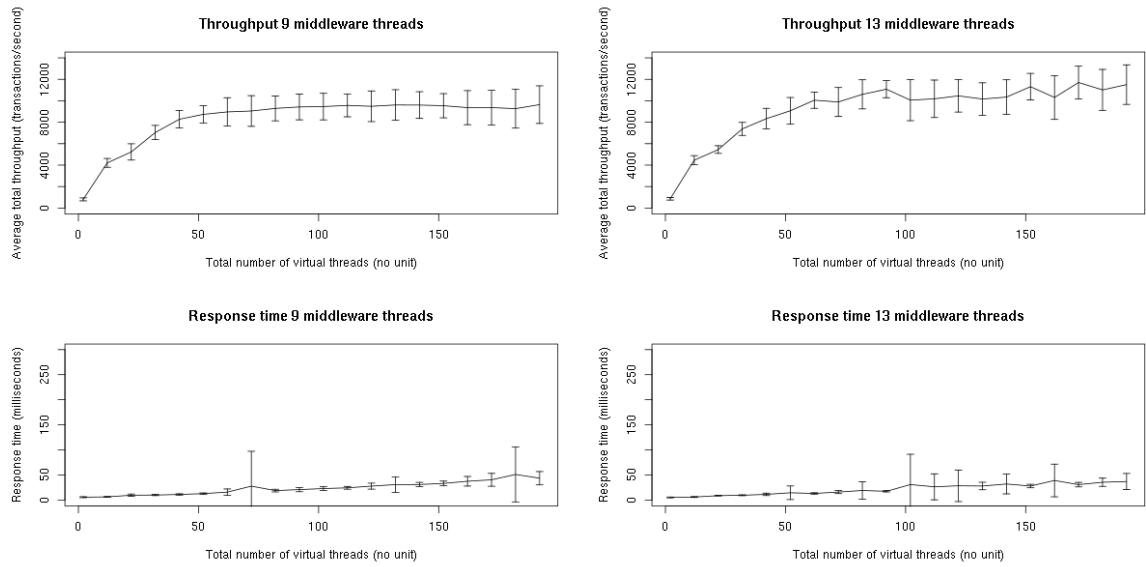 Throughput 9 middleware threads
Average total throughput (transactions/second)
12000
8000
4000
0
0 50 100 150
Total number of virtual threads (no unit)
Throughput 13 middleware threads
Average total throughput (transactions/second)
12000
8000
4000
0
0 50 100 150
Total number of virtual threads (no unit)
Response time 9 middleware threads
Response time (milliseconds)
250
150
50
0
0 50 100 150
Total number of virtual threads (no unit)
Response time 13 middleware threads
Response time (milliseconds)
250
150
50
0
0 50 100 150
Total number of virtual threads (no unit)